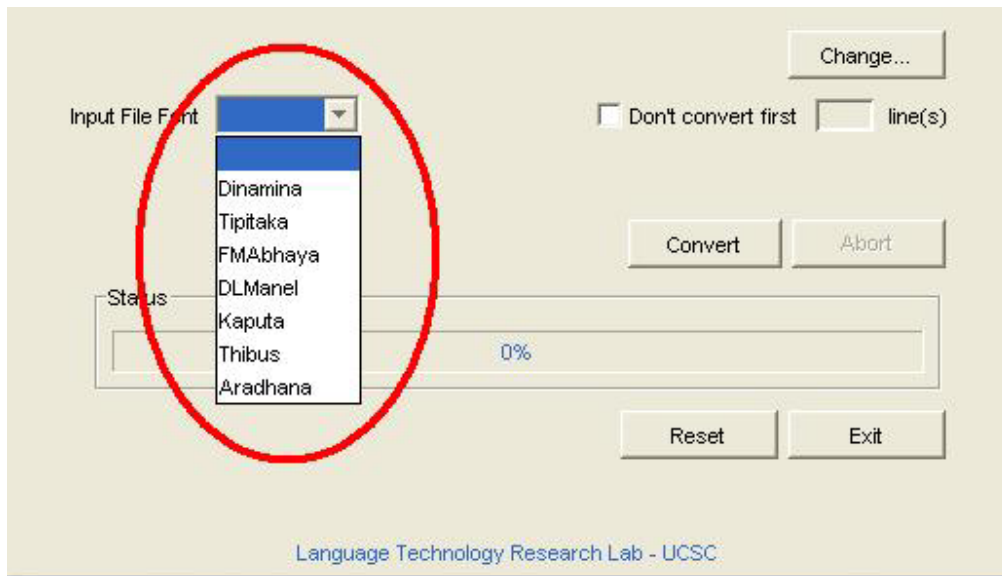 Change...
Input File Font
Don't convert first line(s)
Dinamina
Tipitaka
FMAbhaya
DLManel
Kaputa
Thibus
Aradhana
Convert Abort
Status
0%
Reset Exit
Language Technology Research Lab - UCSC